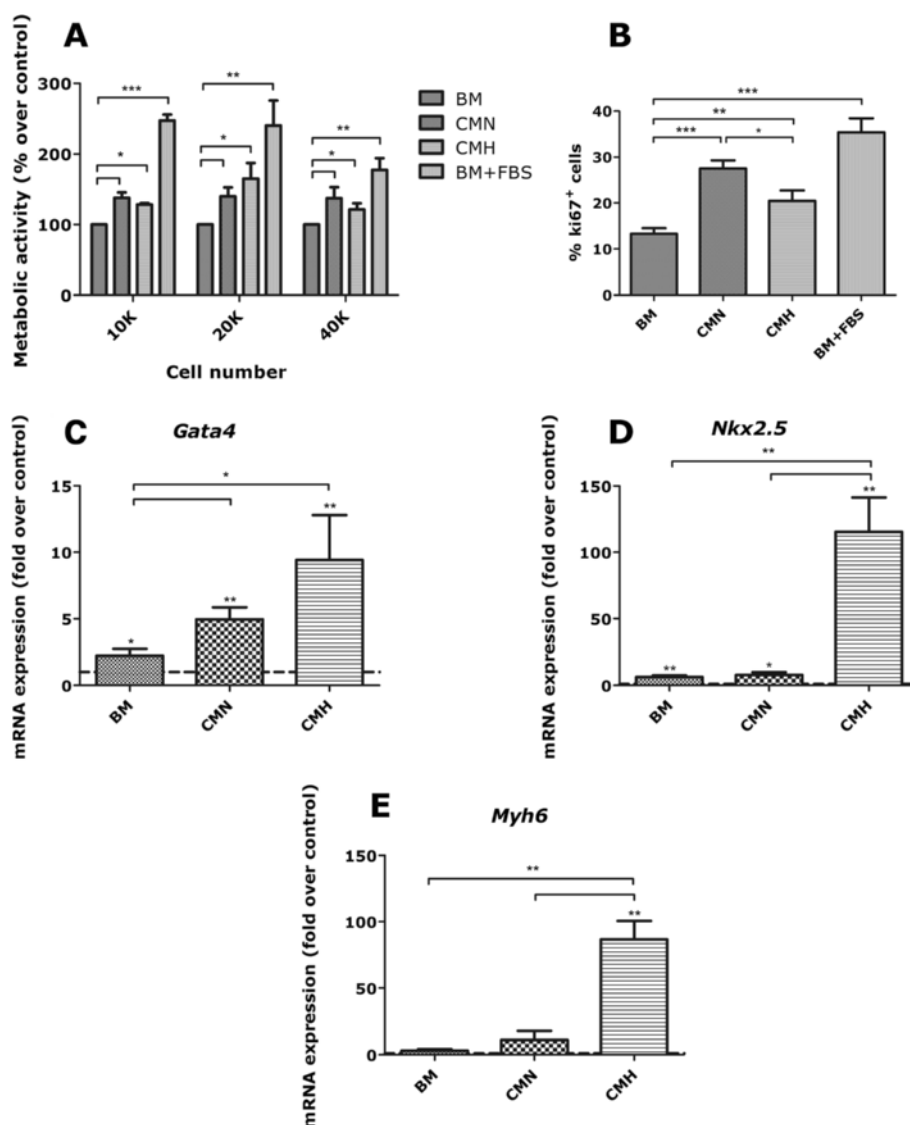 A
Metabolic activity (% over control)
300
200
100
0
***
*
**
*
**
*
10K
20K
40K
Cell number
BM
CMN
CMH
BM+FBS
B
% ki67+ cells
40
30
20
10
0
***
**
***
*
BM
CMN
CMH
BM+FBS
C
Gata4
mRNA expression (fold over control)
15
10
5
0
*
**
**
*
BM
CMN
CMH
D
Nkx2.5
mRNA expression (fold over control)
150
100
50
0
**
**
**
*
BM
CMN
CMH
E
Myh6
mRNA expression (fold over control)
150
100
50
0
**
**
BM
CMN
CMH